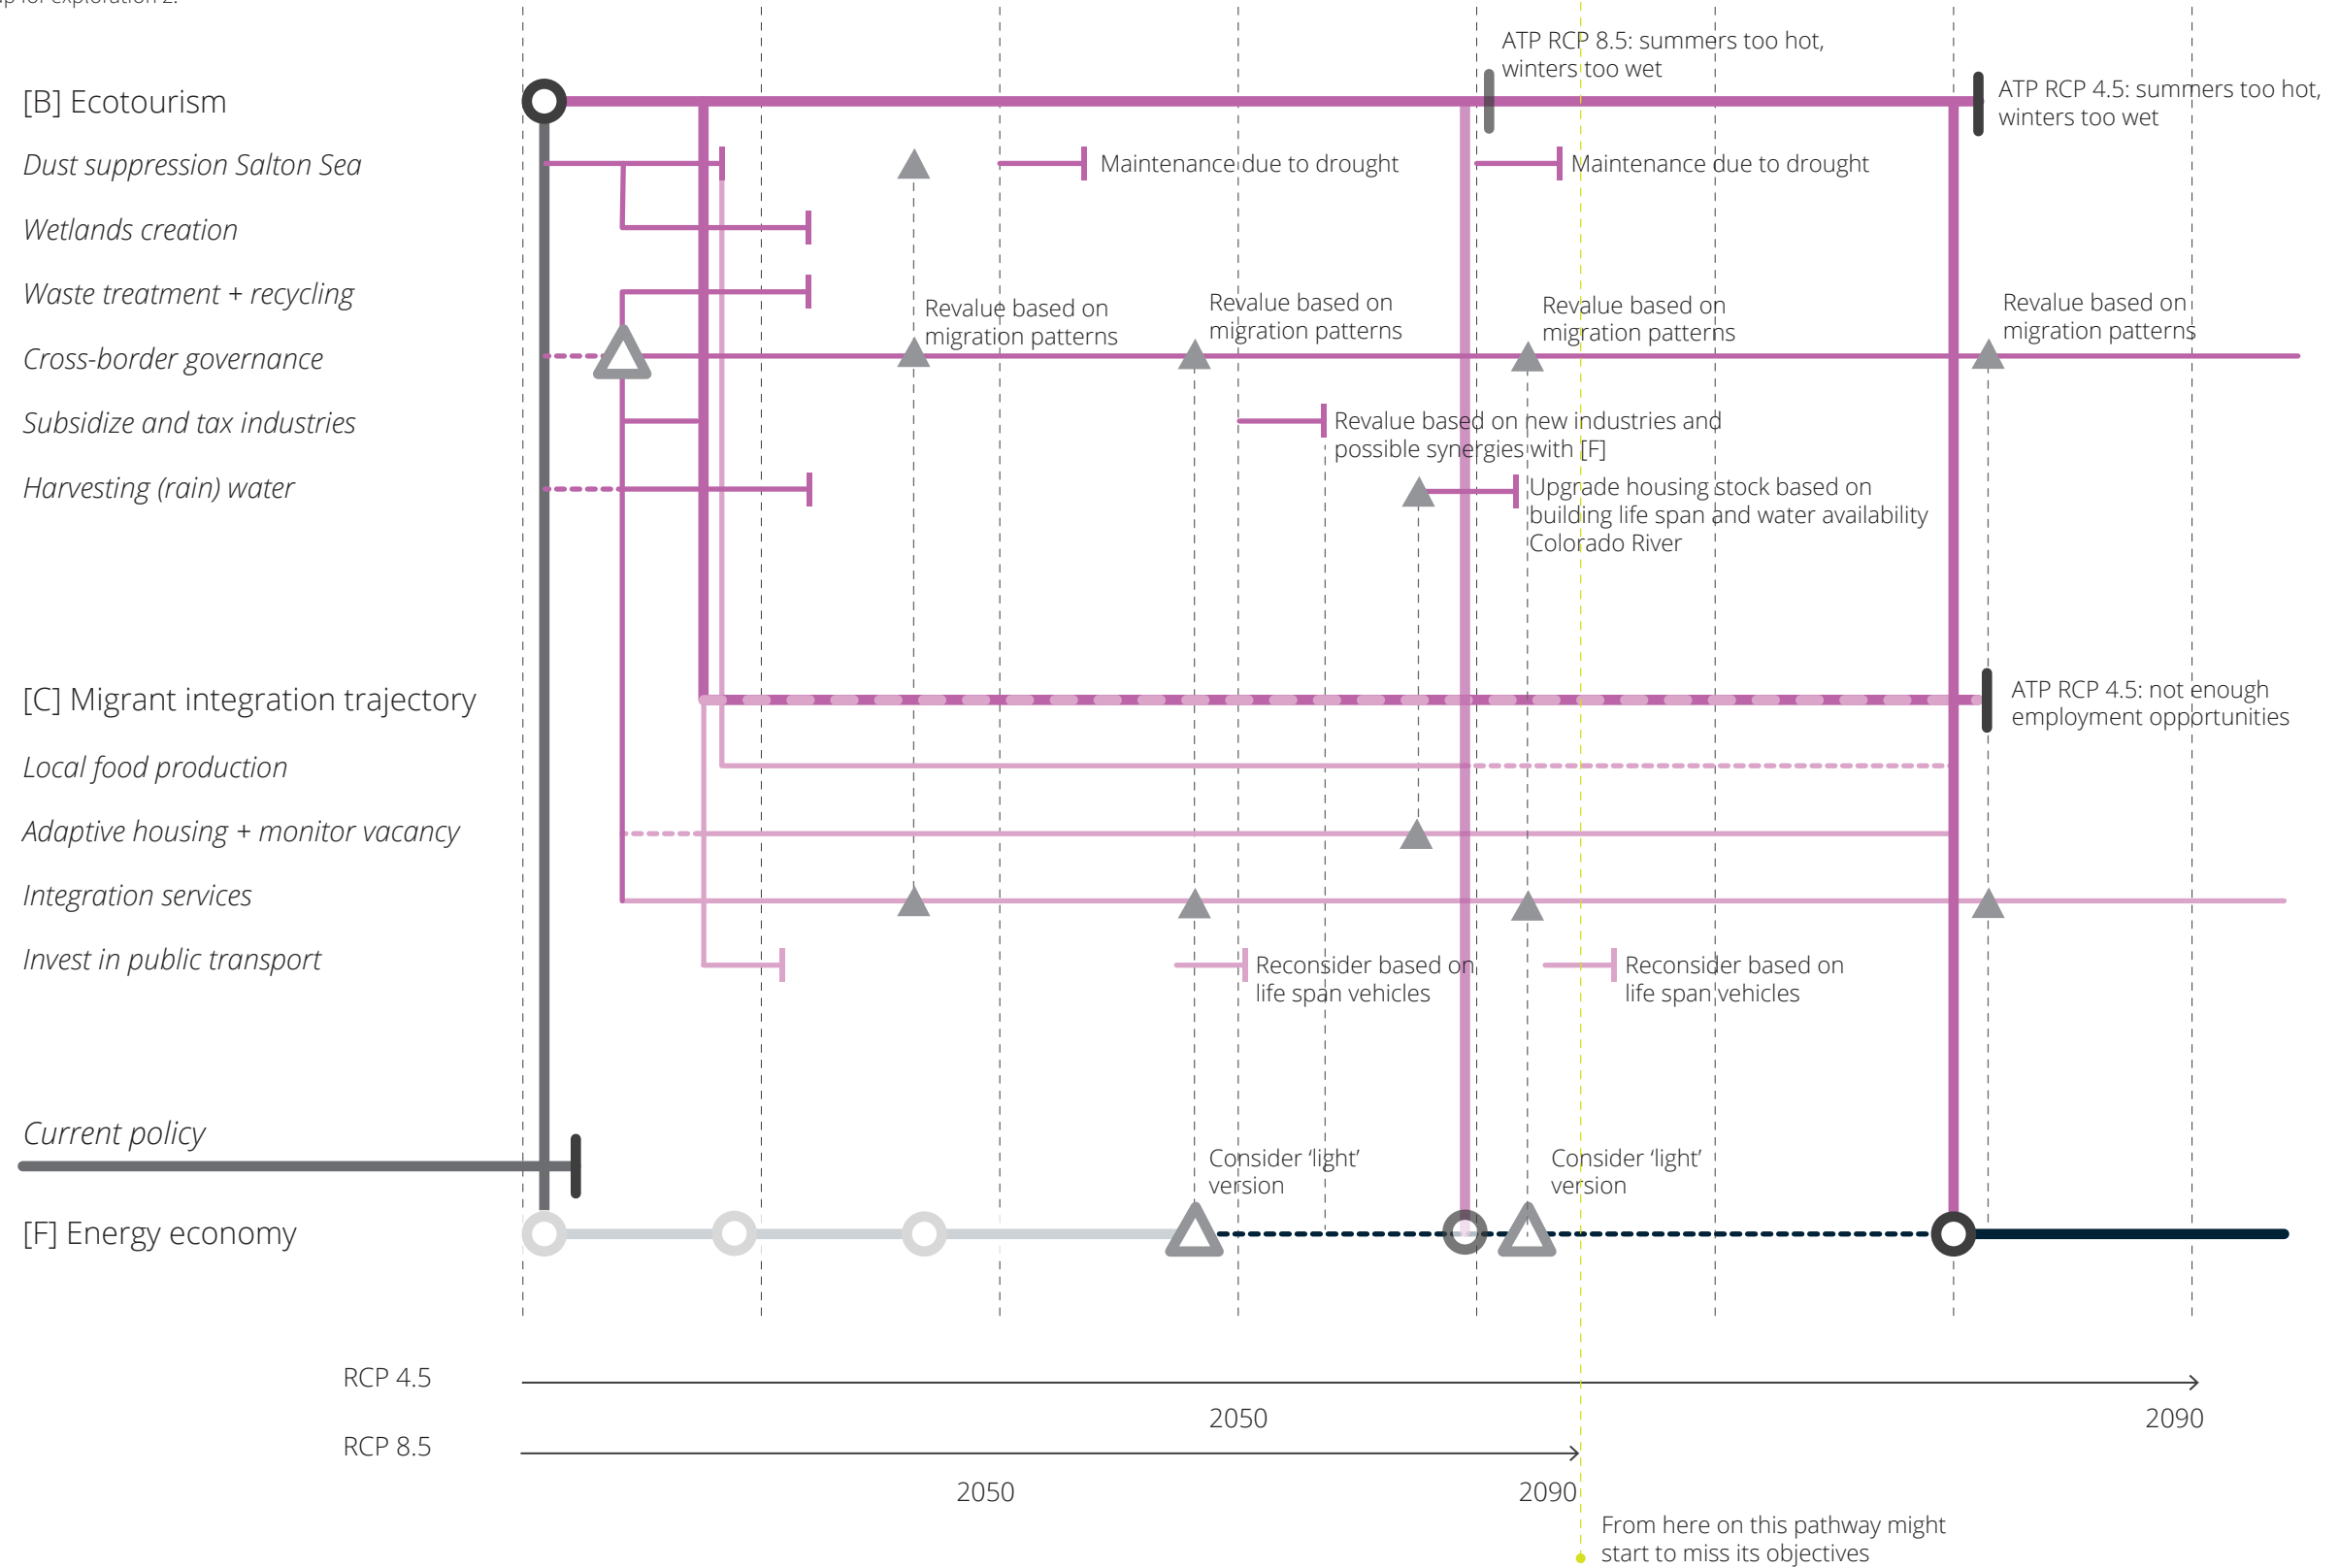 up for exploration 2.
ATP RCP 8.5: summers too hot,
winters too wet
[B] Ecotourism
ATP RCP 4.5: summers too hot,
winters too wet
Dust suppression Salton Sea
Maintenance due to drought
Maintenance due to drought
Wetlands creation
Waste treatment + recycling
Revalue based on
migration patterns
Revalue based on
migration patterns
Revalue based on
migration patterns
Revalue based on
migration patterns
Cross-border governance
Subsidize and tax industries
Revalue based on new industries and
possible synergies with [F]
Harvesting (rain) water
Upgrade housing stock based on
building life span and water availability
Colorado River
[C] Migrant integration trajectory
ATP RCP 4.5: not enough
employment opportunities
Local food production
Adaptive housing + monitor vacancy
Integration services
Invest in public transport
Reconsider based on
life span vehicles
Reconsider based on
life span vehicles
Current policy
Consider ‘light’
version
Consider ‘light’
version
[F] Energy economy
RCP 4.5
2050
2090
RCP 8.5
2050
2090
From here on this pathway might
start to miss its objectives